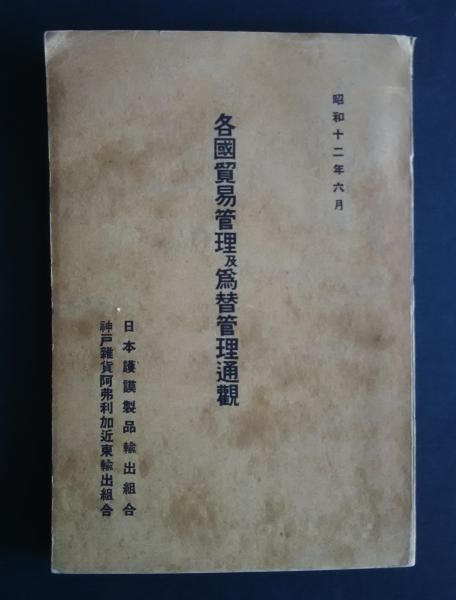 昭和十二年六月
各國貿易管理及爲替管理通觀
日本護謨製品輸出組合
神戸雜貨阿弗利加近東輸出組合